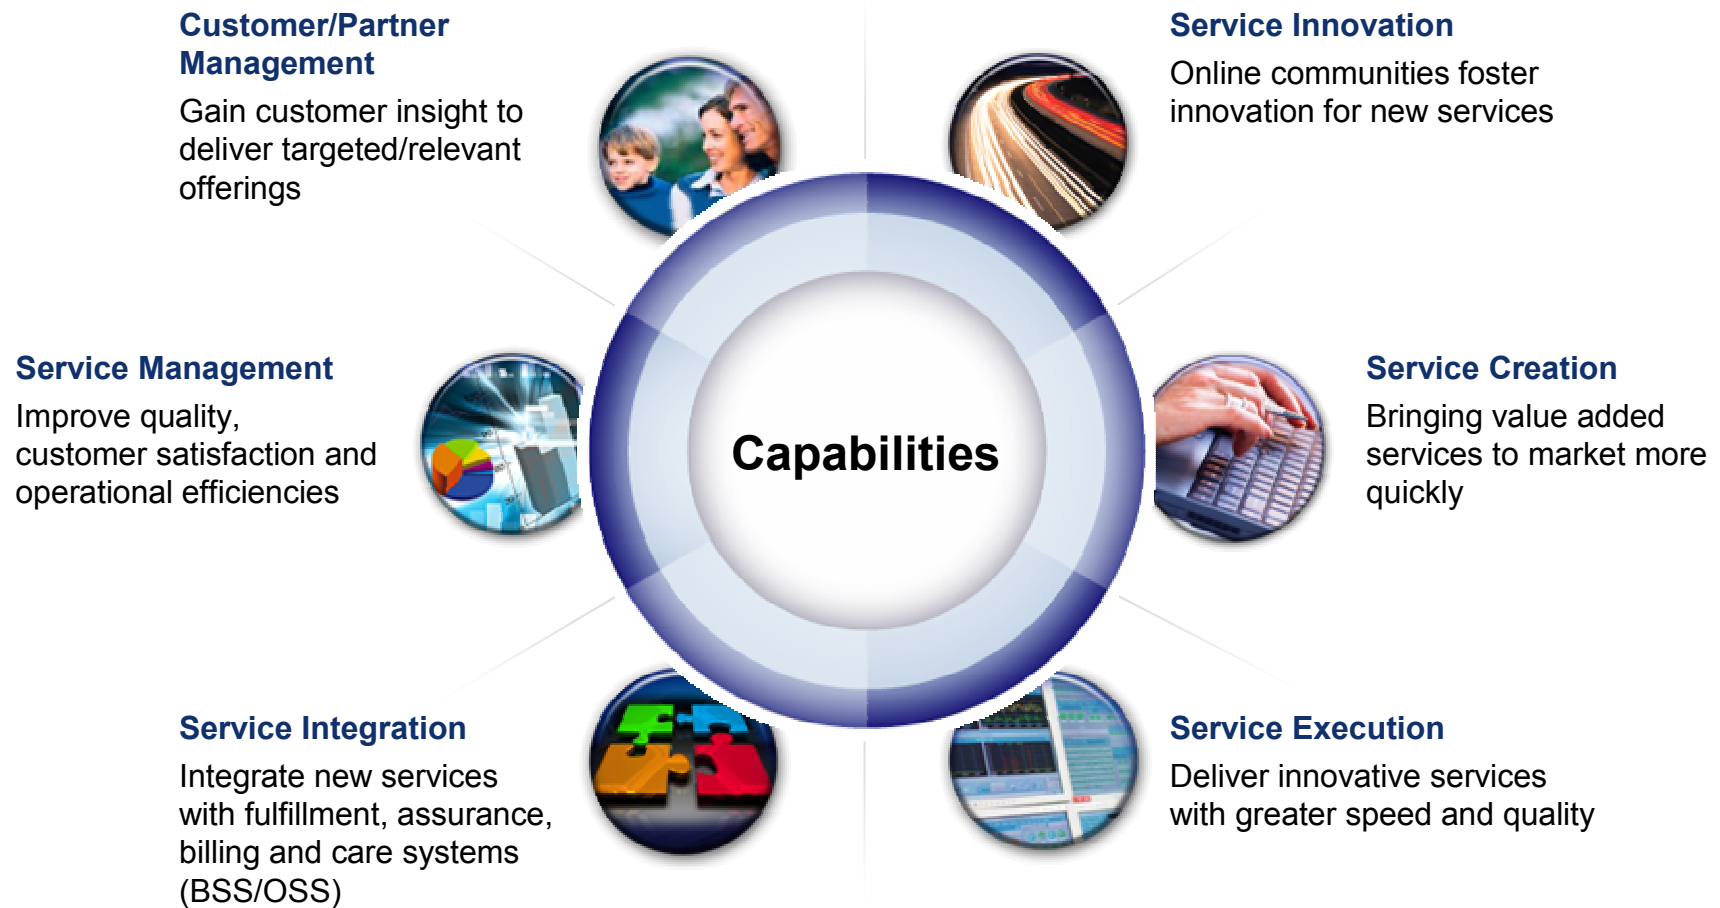 Customer/Partner
Management
Gain customer insight to
deliver targeted/relevant
offerings
Service Innovation
Online communities foster
innovation for new services
Service Management
Improve quality,
customer satisfaction and
operational efficiencies
Capabilities
Service Creation
Bringing value added
services to market more
quickly
Service Integration
Integrate new services
with fulfillment, assurance,
billing and care systems
(BSS/OSS)
Service Execution
Deliver innovative services
with greater speed and quality